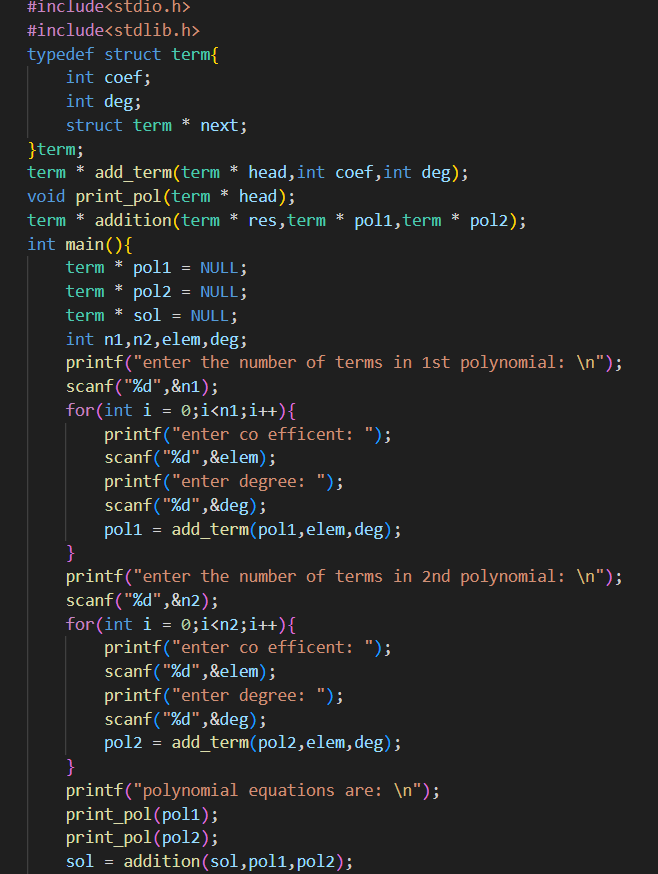 #include<stdio.h>
#include<stdlib.h>
typedef struct term{
    int coef;
    int deg;
    struct term * next;
}term;
term * add_term(term * head,int coef,int deg);
void print_pol(term * head);
term * addition(term * res,term * pol1,term * pol2);
int main(){
    term * pol1 = NULL;
    term * pol2 = NULL;
    term * sol = NULL;
    int n1,n2,elem,deg;
    printf("enter the number of terms in 1st polynomial: \n");
    scanf("%d",&n1);
    for(int i = 0;i<n1;i++){
        printf("enter co efficent: ");
        scanf("%d",&elem);
        printf("enter degree: ");
        scanf("%d",&deg);
        pol1 = add_term(pol1,elem,deg);
    }
    printf("enter the number of terms in 2nd polynomial: \n");
    scanf("%d",&n2);
    for(int i = 0;i<n2;i++){
        printf("enter co efficent: ");
        scanf("%d",&elem);
        printf("enter degree: ");
        scanf("%d",&deg);
        pol2 = add_term(pol2,elem,deg);
    }
    printf("polynomial equations are: \n");
    print_pol(pol1);
    print_pol(pol2);
    sol = addition(sol,pol1,pol2);